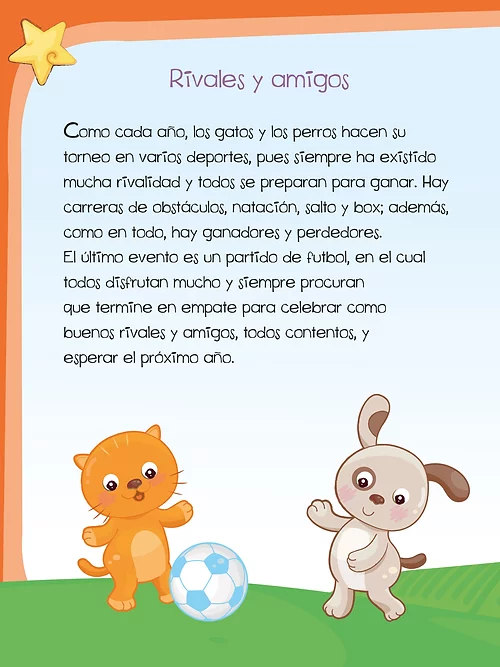 Rivales y amigos
Como cada año, los gatos y los perros hacen su
torneo en varios deportes, pues siempre ha existido
mucha rivalidad y todos se preparan para ganar. Hay
carreras de obstáculos, natación, salto y box; además,
como en todo, hay ganadores y perdedores.
El último evento es un partido de futbol, en el cual
todos disfrutan mucho y siempre procuran
que termine en empate para celebrar como
buenos rivales y amigos, todos contentos, y
esperar el próximo año.